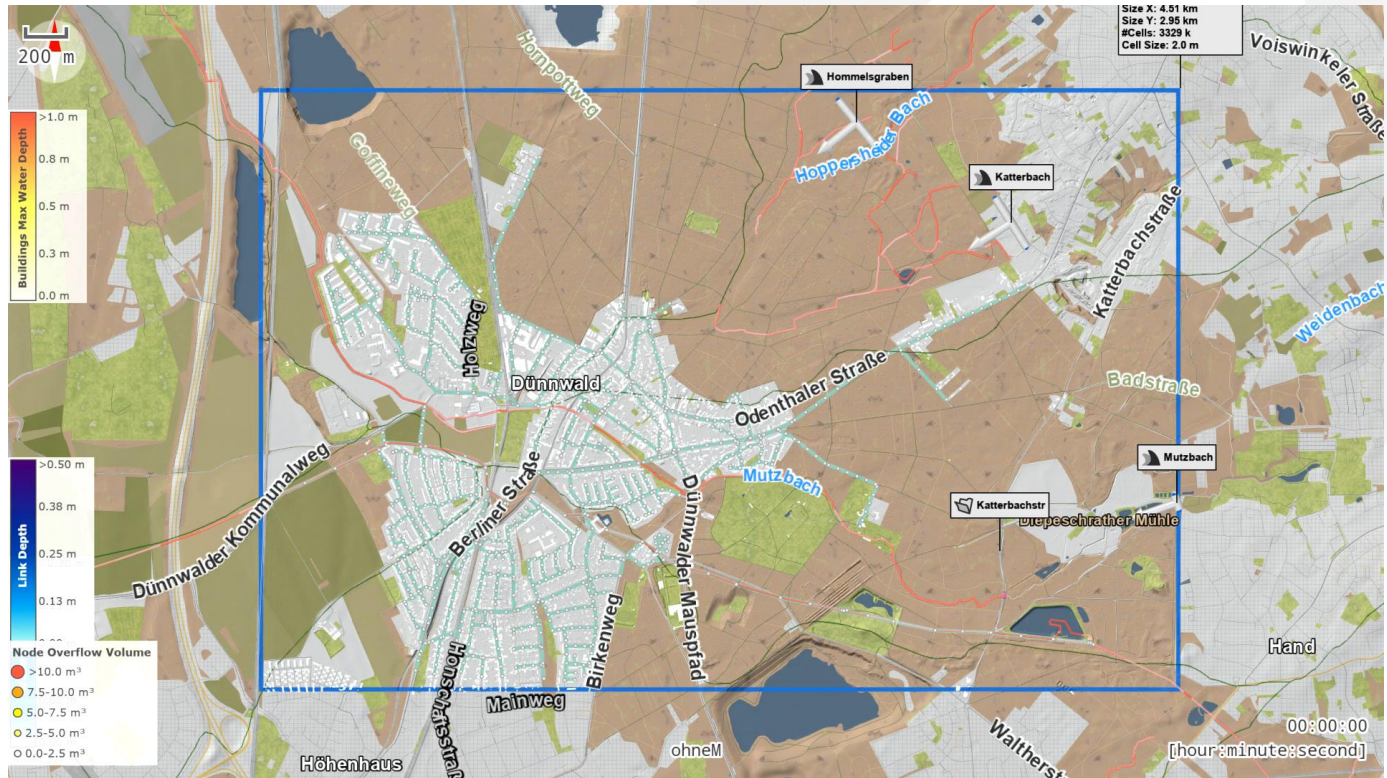 200 m
Size X: 4.51 km
Size Y: 2.95 km
#Cells: 3329 k
Cell Size: 2.0 m
Voiswinkeler Straße
Hornpottweg
Hommelsgraben
Hoppersheider Bach
Buildings Max Water Depth
>1.0 m
0.8 m
0.5 m
0.3 m
0.0 m
Goffineweg
Katterbach
Katterbachstraße
Weidenbach
Holzweg
Dünnwald
Odenthaler Straße
Badstraße
Dünnwalder Kommunalweg
Berliner Straße
Mutzbach
Mutzbach
Katterbachstr
Diepeschrather Mühle
Dünnwalder Mauspfad
Link Depth
>0.50 m
0.38 m
0.25 m
0.13 m
Node Overflow Volume
>10.0 m³
7.5-10.0 m³
5.0-7.5 m³
2.5-5.0 m³
0.0-2.5 m³
Birkenweg
Mainweg
Hand
Höhenhaus
ohneM
00:00:00
[hour:minute:second]